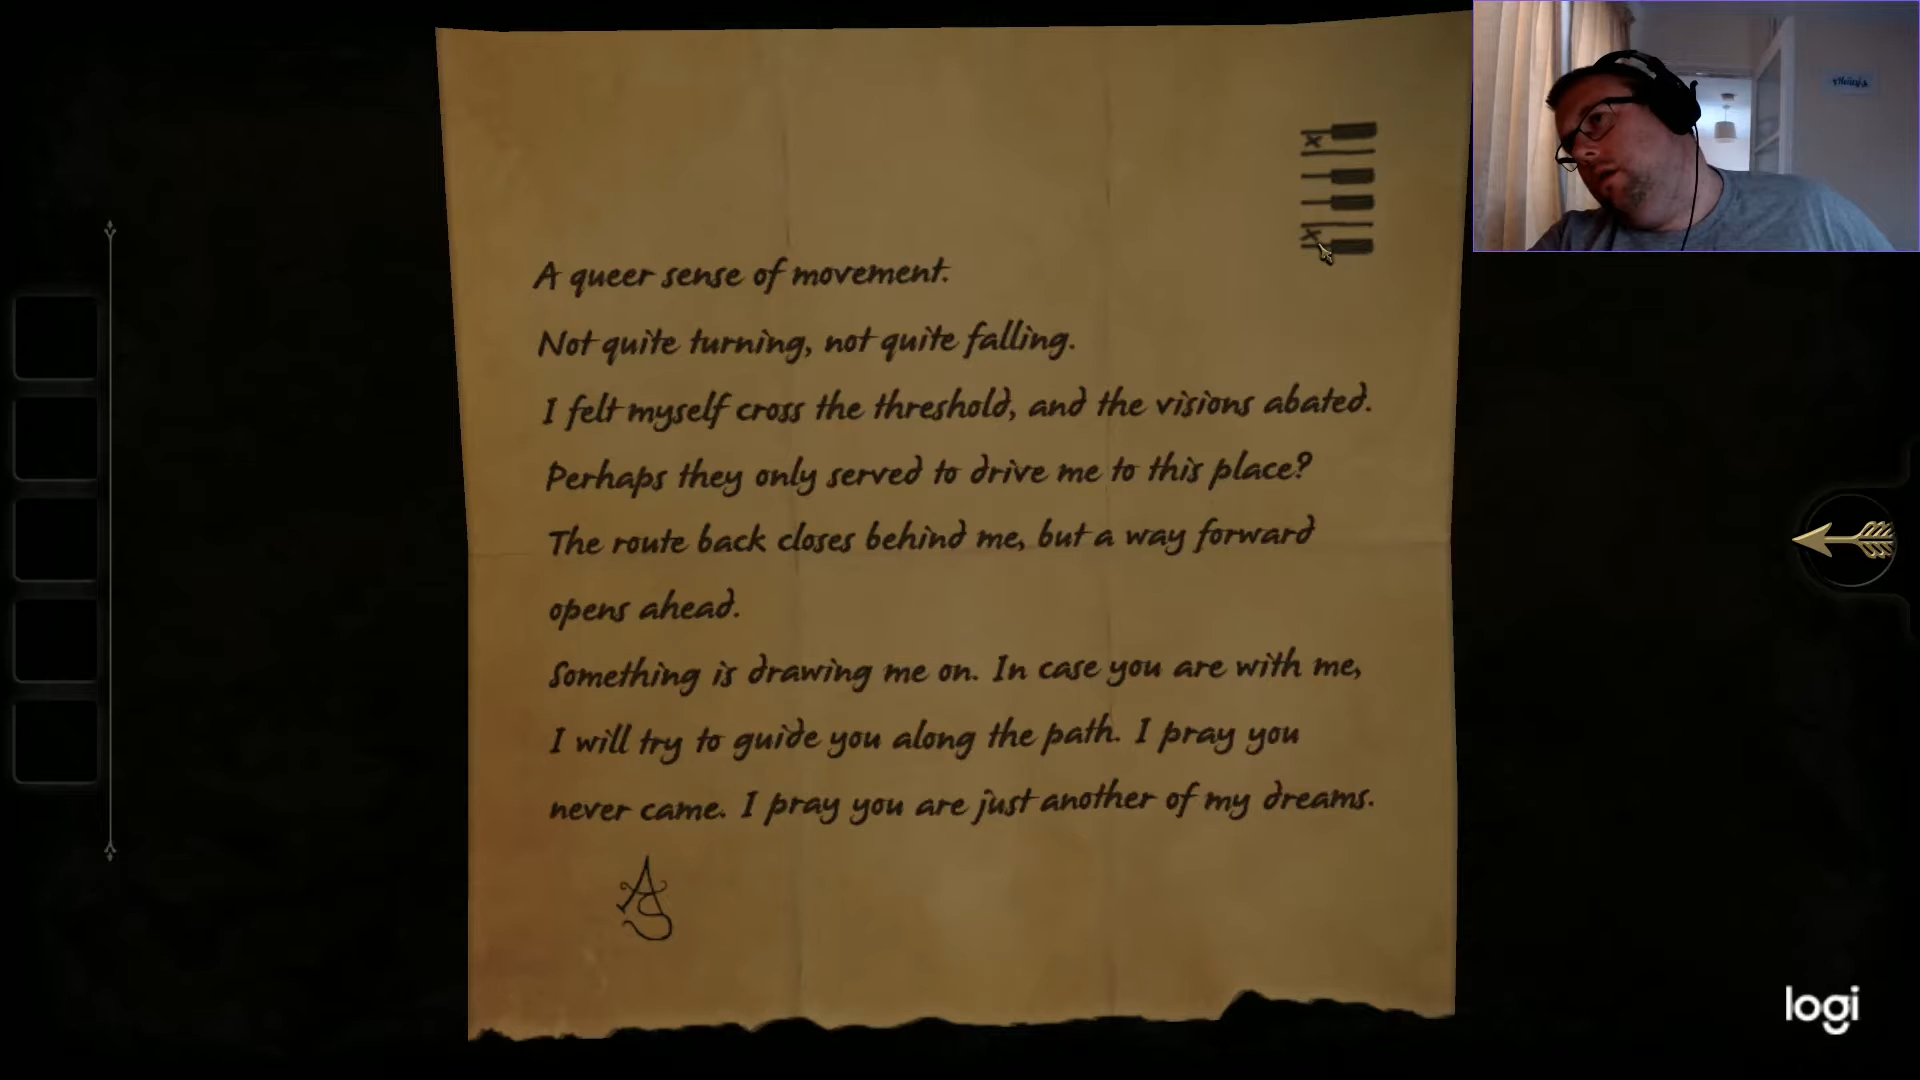 A queer sense of movement.
Not quite turning, not quite falling.
I felt myself cross the threshold, and the visions abated.
Perhaps they only served to drive me to this place?
The route back closes behind me, but a way forward
opens ahead.
Something is drawing me on. In case you are with me,
I will try to guide you along the path. I pray you
never came. I pray you are just another of my dreams.
AS
logi